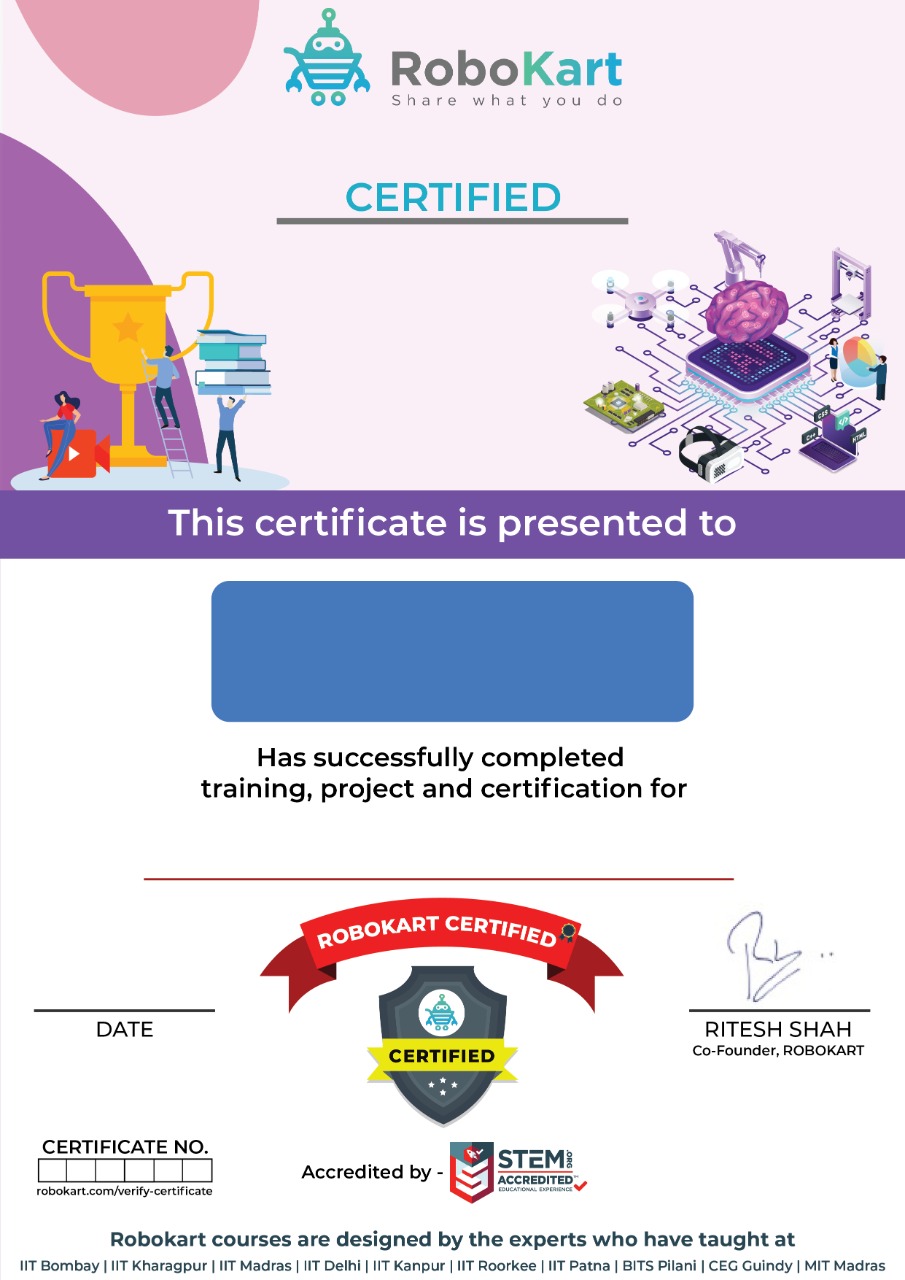 RoboKart
Share what you do
CERTIFIED
CSS
</>
C++
HTML
This certificate is presented to
Has successfully completed
training, project and certification for
ROBOKART CERTIFIED
CERTIFIED
DATE
RITESH SHAH
Co-Founder, ROBOKART
CERTIFICATE NO.
robokart.com/verify-certificate
Accredited by -
STEM.ORG
ACCREDITED
EDUCATIONAL EXPERIENCE
Robokart courses are designed by the experts who have taught at
IIT Bombay | IIT Kharagpur | IIT Madras | IIT Delhi | IIT Kanpur | IIT Roorkee | IIT Patna | BITS Pilani | CEG Guindy | MIT Madras